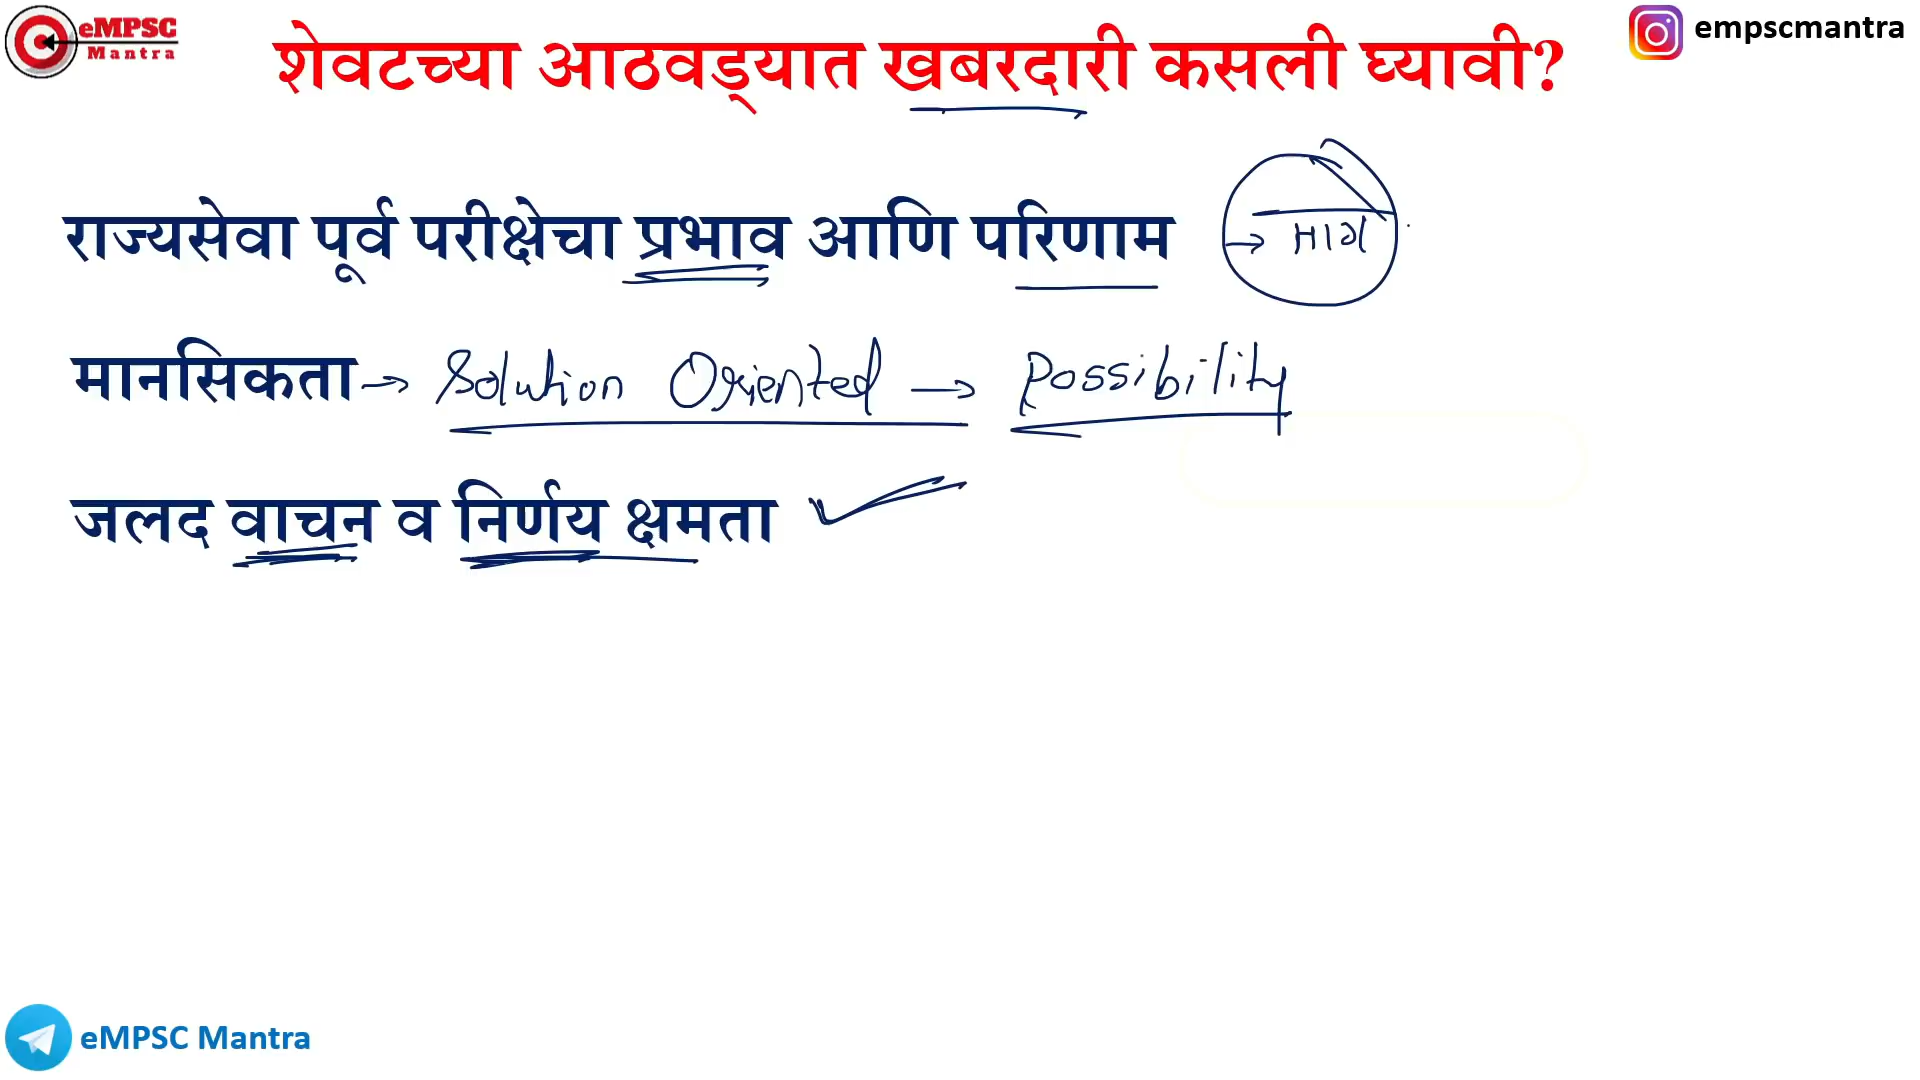 eMPSC
Mantra
शेवटच्या आठवड्यात खबरदारी कसली घ्यावी?
empscmantra
राज्यसेवा पूर्व परीक्षेचा प्रभाव आणि परिणाम → मार्ग
मानसिकता → Solution Oriented → Possibility
जलद वाचन व निर्णय क्षमता ✓
eMPSC Mantra